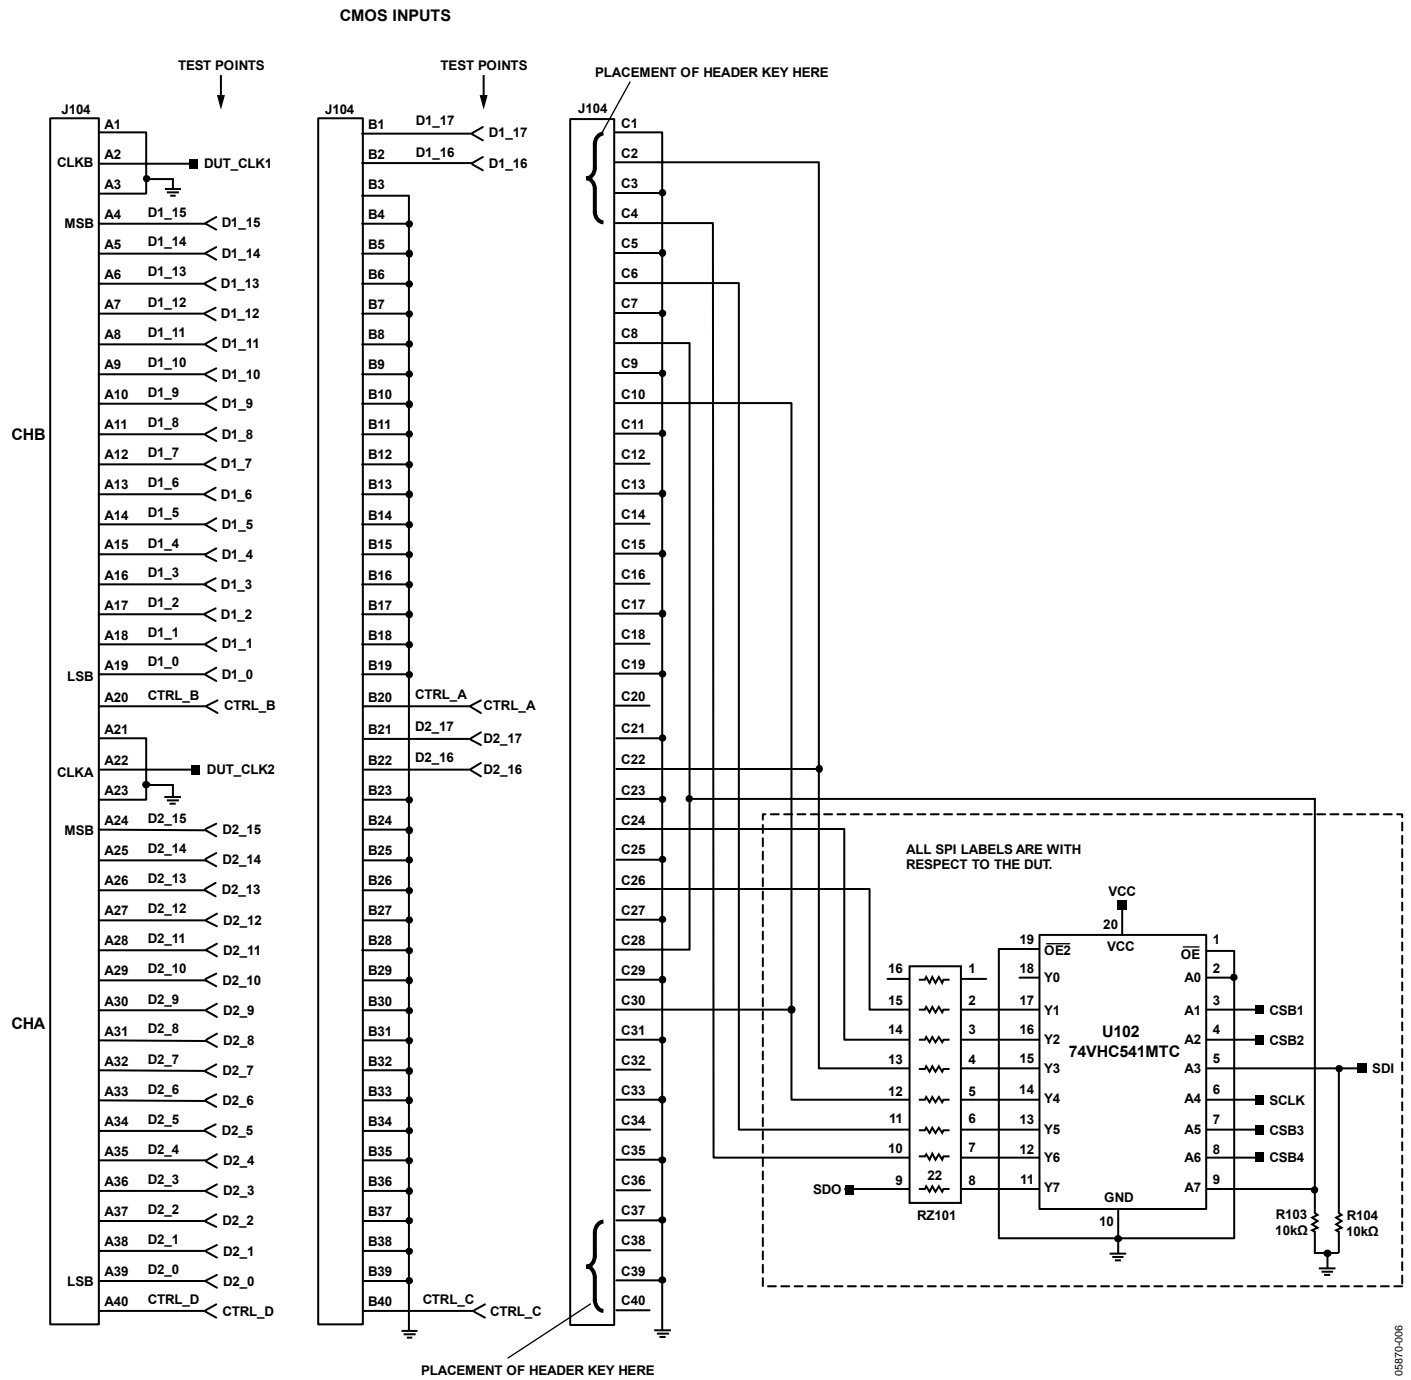 CMOS INPUTS
TEST POINTS
TEST POINTS
PLACEMENT OF HEADER KEY HERE
J104
A1
CLKB A2 DUT_CLK1
A3
MSB A4 D1_15 D1_15
A5 D1_14 D1_14
A6 D1_13 D1_13
A7 D1_12 D1_12
A8 D1_11 D1_11
A9 D1_10 D1_10
A10 D1_9 D1_9
CHB A11 D1_8 D1_8
A12 D1_7 D1_7
A13 D1_6 D1_6
A14 D1_5 D1_5
A15 D1_4 D1_4
A16 D1_3 D1_3
A17 D1_2 D1_2
A18 D1_1 D1_1
LSB A19 D1_0 D1_0
A20 CTRL_B CTRL_B
A21
CLKA A22 DUT_CLK2
A23
MSB A24 D2_15 D2_15
A25 D2_14 D2_14
A26 D2_13 D2_13
A27 D2_12 D2_12
A28 D2_11 D2_11
A29 D2_10 D2_10
A30 D2_9 D2_9
CHA A31 D2_8 D2_8
A32 D2_7 D2_7
A33 D2_6 D2_6
A34 D2_5 D2_5
A35 D2_4 D2_4
A36 D2_3 D2_3
A37 D2_2 D2_2
A38 D2_1 D2_1
LSB A39 D2_0 D2_0
A40 CTRL_D CTRL_D
J104
B1 D1_17 D1_17
B2 D1_16 D1_16
B3
B4
B5
B6
B7
B8
B9
B10
B11
B12
B13
B14
B15
B16
B17
B18
B19
B20 CTRL_A CTRL_A
B21 D2_17 D2_17
B22 D2_16 D2_16
B23
B24
B25
B26
B27
B28
B29
B30
B31
B32
B33
B34
B35
B36
B37
B38
B39
B40 CTRL_C CTRL_C
J104
C1
C2
C3
C4
C5
C6
C7
C8
C9
C10
C11
C12
C13
C14
C15
C16
C17
C18
C19
C20
C21
C22
C23
C24
C25
C26
C27
C28
C29
C30
C31
C32
C33
C34
C35
C36
C37
C38
C39
C40
PLACEMENT OF HEADER KEY HERE
ALL SPI LABELS ARE WITH
RESPECT TO THE DUT.
VCC
20
VCC
19 OE2 OE 1
16 1 18 Y0 A0 2
15 2 17 Y1 A1 3 CSB1
14 3 16 Y2 A2 4 CSB2
U102
74VHC541MTC
13 4 15 Y3 A3 5 SDI
12 5 14 Y4 A4 6 SCLK
11 6 13 Y5 A5 7 CSB3
10 7 12 Y6 A6 8 CSB4
SDO 9 22 8 11 Y7 A7 9
GND
10
RZ101
R103
10kΩ
R104
10kΩ
05870-006